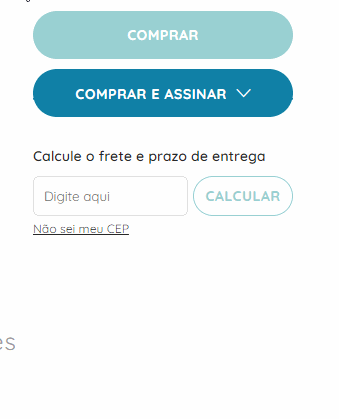 COMPRAR
COMPRAR E ASSINAR
Calcule o frete e prazo de entrega
Digite aqui
CALCULAR
Não sei meu CEP
es